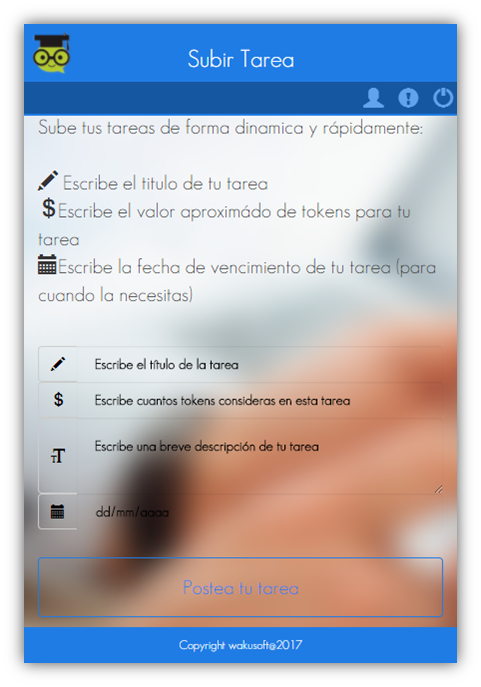 Subir Tarea
Sube tus tareas de forma dinamica y rápidamente:
Escribe el titulo de tu tarea
$Escribe el valor aproximádo de tokens para tu
tarea
Escribe la fecha de vencimiento de tu tarea (para
cuando la necesitas)
Escribe el título de la tarea
$ Escribe cuantos tokens consideras en esta tarea
TT Escribe una breve descripción de tu tarea
dd/mm/aaaa
Postea tu tarea
Copyright wakusoft@2017